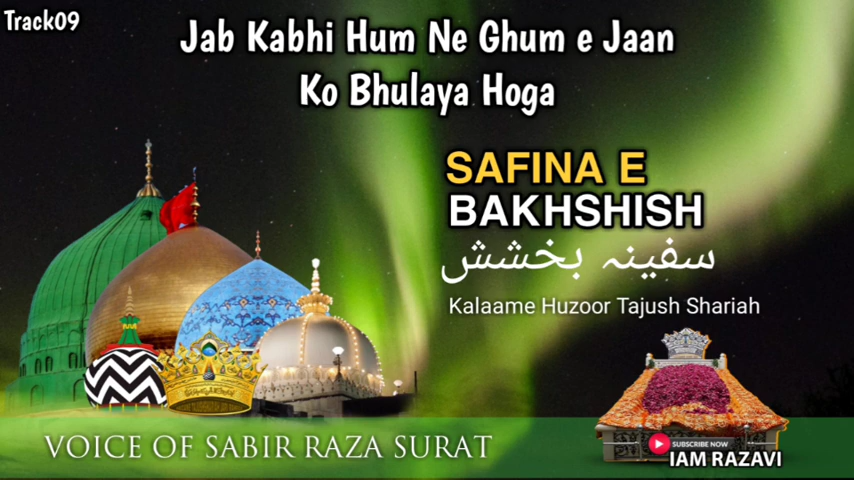 Track09
Jab Kabhi Hum Ne Ghum e Jaan
Ko Bhulaya Hoga
SAFINA E
BAKHSHISH
سفینہ بخشش
Kalaame Huzoor Tajush Shariah
VOICE OF SABIR RAZA SURAT
SUBSCRIBE NOW
IAM RAZAVI